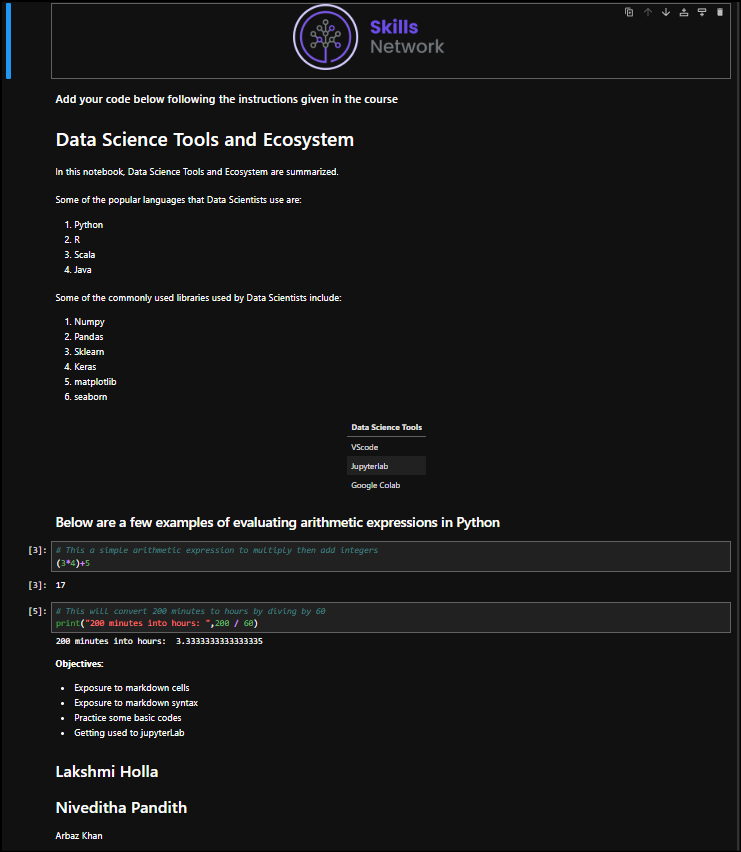 Skills
Network
Add your code below following the instructions given in the course
Data Science Tools and Ecosystem
In this notebook, Data Science Tools and Ecosystem are summarized.
Some of the popular languages that Data Scientists use are:
1. Python
2. R
3. Scala
4. Java
Some of the commonly used libraries used by Data Scientists include:
1. Numpy
2. Pandas
3. Sklearn
4. Keras
5. matplotlib
6. seaborn
Data Science Tools
VScode
Jupyterlab
Google Colab
Below are a few examples of evaluating arithmetic expressions in Python
[3]: # This a simple arithmetic expression to multiply then add integers
(3*4)+5
[3]: 17
[5]: # This will convert 200 minutes to hours by diving by 60
print("200 minutes into hours: ",200 / 60)
200 minutes into hours:  3.3333333333333335
Objectives:
• Exposure to markdown cells
• Exposure to markdown syntax
• Practice some basic codes
• Getting used to jupyterLab
Lakshmi Holla
Niveditha Pandith
Arbaz Khan